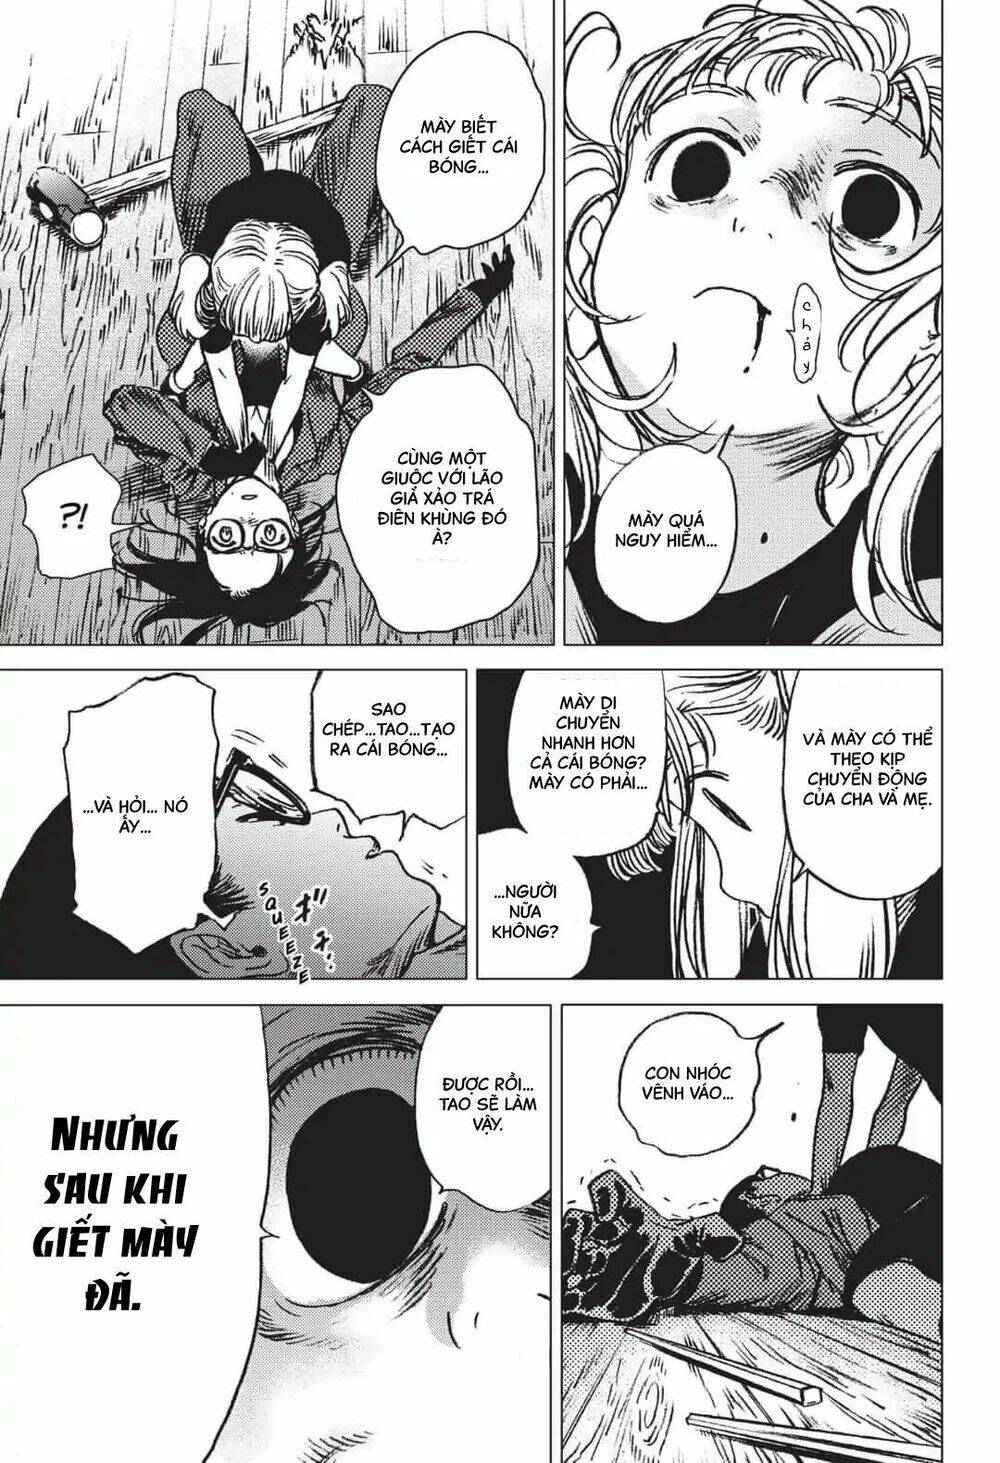 chảy
MÀY QUÁ
NGUY HIỂM...
MÀY BIẾT
CÁCH GIẾT CÁI
BÓNG...
CÙNG MỘT
GIUỘC VỚI LÃO
GIÀ XẢO TRÁ
ĐIÊN KHÙNG ĐÓ
À?
?!
VÀ MÀY CÓ THỂ
THEO KỊP
CHUYỂN ĐỘNG
CỦA CHA VÀ MẸ.
MÀY DI
CHUYỂN
NHANH HƠN
CẢ CÁI BÓNG?
MÀY CÓ PHẢI...
...NGƯỜI
NỮA
KHÔNG?
SAO
CHÉP...TAO...TẠO
RA CÁI BÓNG...
...VÀ HỎI... NÓ
ẤY...
SQUEEZE
CON NHÓC
VÊNH VÁO...
ĐƯỢC RỒI...
TAO SẼ LÀM
VẬY.
NHƯNG
SAU KHI
GIẾT MÀY
ĐÃ.